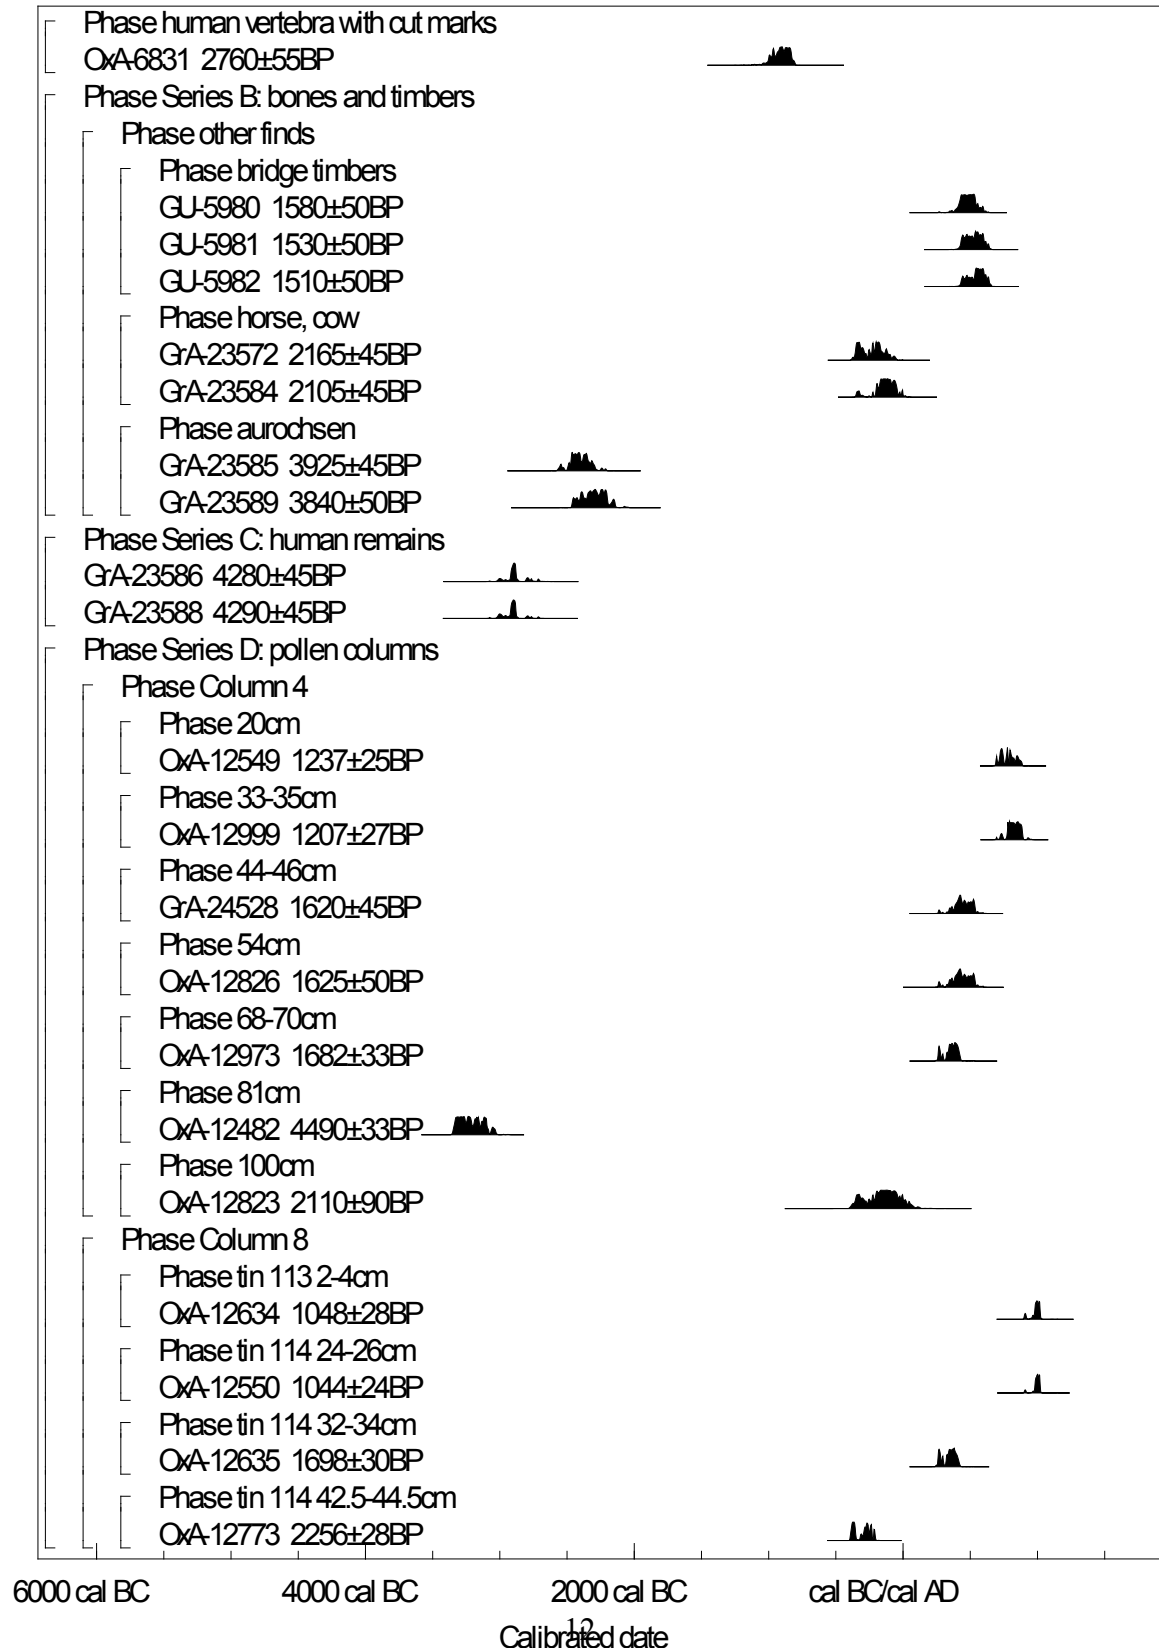 Phase human vertebra with cut marks
OxA-6831 2760±55BP
Phase Series B: bones and timbers
Phase other finds
Phase bridge timbers
GU-5980 1580±50BP
GU-5981 1530±50BP
GU-5982 1510±50BP
Phase horse, cow
GrA-23572 2165±45BP
GrA-23584 2105±45BP
Phase aurochsen
GrA-23585 3925±45BP
GrA-23589 3840±50BP
Phase Series C: human remains
GrA-23586 4280±45BP
GrA-23588 4290±45BP
Phase Series D: pollen columns
Phase Column 4
Phase 20cm
OxA-12549 1237±25BP
Phase 33-35cm
OxA-12999 1207±27BP
Phase 44-46cm
GrA-24528 1620±45BP
Phase 54cm
OxA-12826 1625±50BP
Phase 68-70cm
OxA-12973 1682±33BP
Phase 81cm
OxA-12482 4490±33BP
Phase 100cm
OxA-12823 2110±90BP
Phase Column 8
Phase tin 113 2-4cm
OxA-12634 1048±28BP
Phase tin 114 24-26cm
OxA-12550 1044±24BP
Phase tin 114 32-34cm
OxA-12635 1698±30BP
Phase tin 114 42.5-44.5cm
OxA-12773 2256±28BP
6000 cal BC 4000 cal BC 2000 cal BC cal BC/cal AD
Calibrated date
12